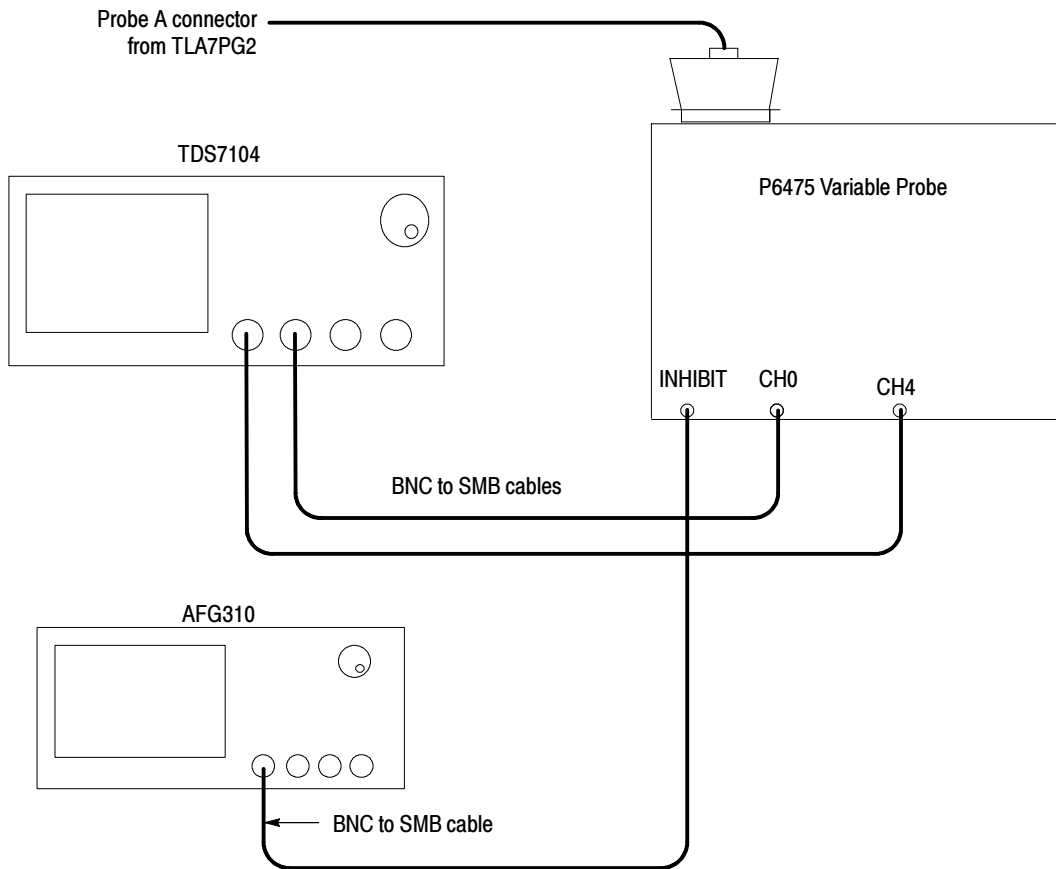 Probe A connector
from TLA7PG2
TDS7104
P6475 Variable Probe
INHIBIT
CH0
CH4
BNC to SMB cables
AFG310
BNC to SMB cable